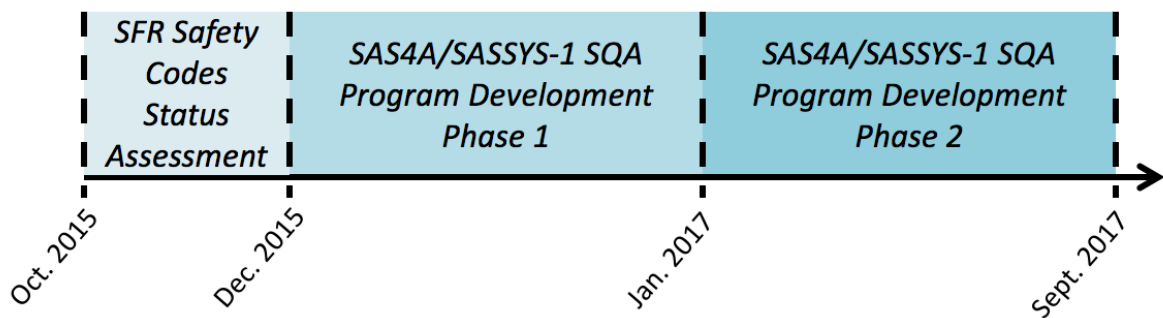 SFR Safety
Codes
Status
Assessment
SAS4A/SASSYS-1 SQA
Program Development
Phase 1
SAS4A/SASSYS-1 SQA
Program Development
Phase 2
Oct. 2015
Dec. 2015
Jan. 2017
Sept. 2017